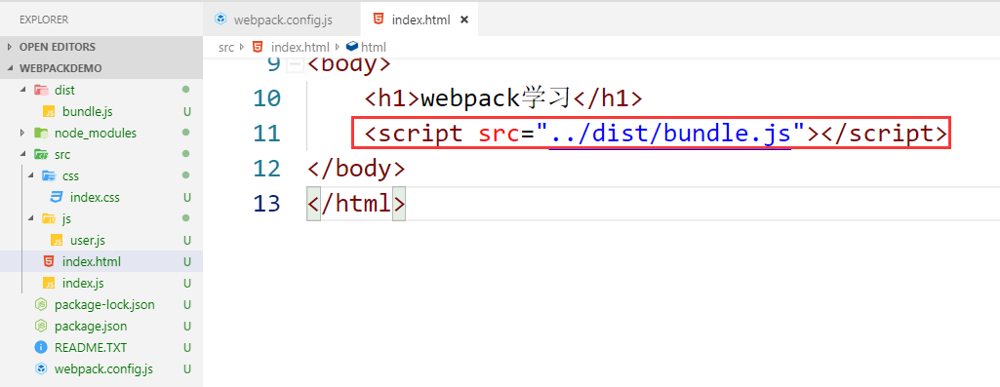 EXPLORER
OPEN EDITORS
WEBPACKDEMO
dist
bundle.js U
node_modules
src
css
index.css U
js
user.js U
index.html U
index.js U
package-lock.json U
package.json U
README.TXT U
webpack.config.js U
webpack.config.js
index.html ×
src index.html html
9 <body>
10 <h1>webpack学习</h1>
11 <script src="../dist/bundle.js"></script>
12 </body>
13 </html>